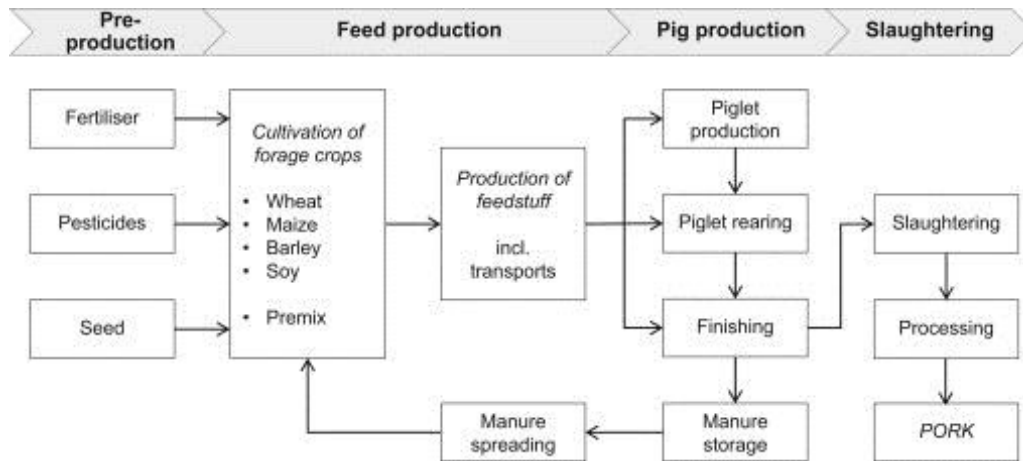 Pre-
production
Feed production
Pig production
Slaughtering
Fertiliser
Pesticides
Seed
Cultivation of
forage crops
• Wheat
• Maize
• Barley
• Soy
• Premix
Production of
feedstuff
incl.
transports
Piglet
production
Piglet rearing
Finishing
Manure
storage
Manure
spreading
Slaughtering
Processing
PORK